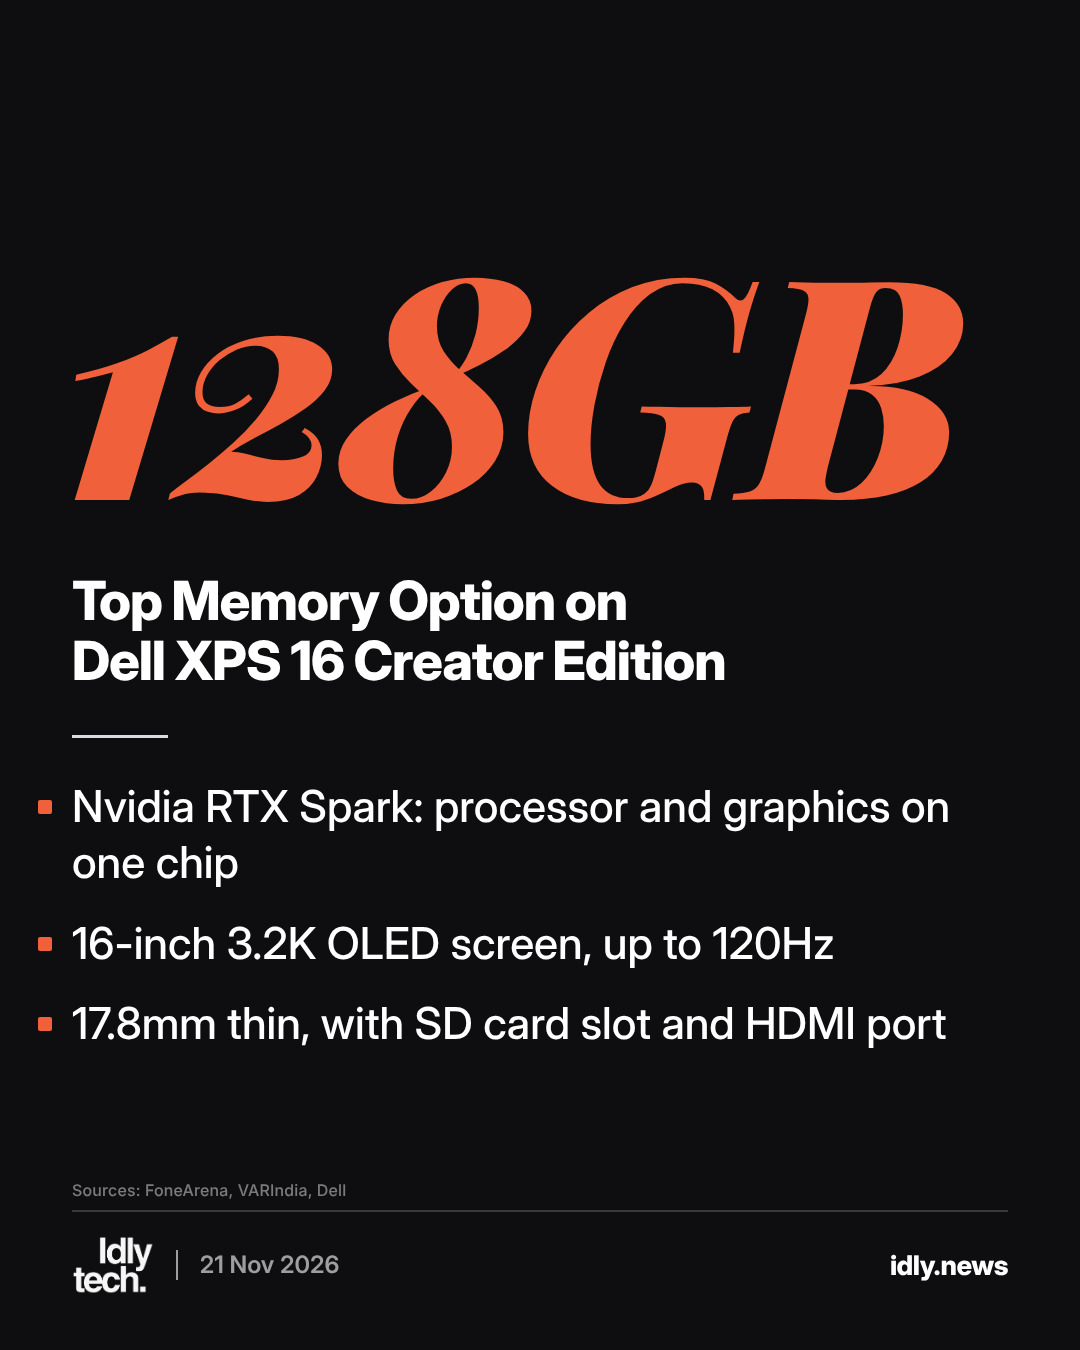 128GB
Top Memory Option on
Dell XPS 16 Creator Edition
Nvidia RTX Spark: processor and graphics on
one chip
16-inch 3.2K OLED screen, up to 120Hz
17.8mm thin, with SD card slot and HDMI port
Sources: FoneArena, VARIndia, Dell
Idly
tech.
21 Nov 2026
idly.news